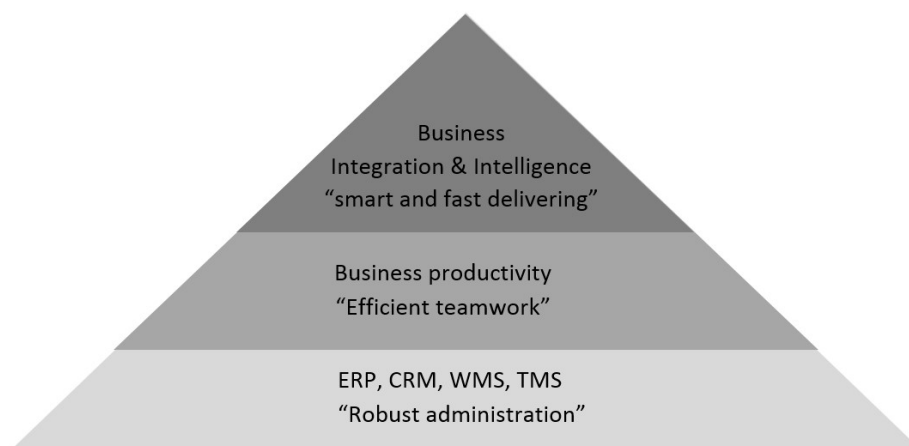 Business
Integration & Intelligence
“smart and fast delivering”
Business productivity
“Efficient teamwork”
ERP, CRM, WMS, TMS
“Robust administration”